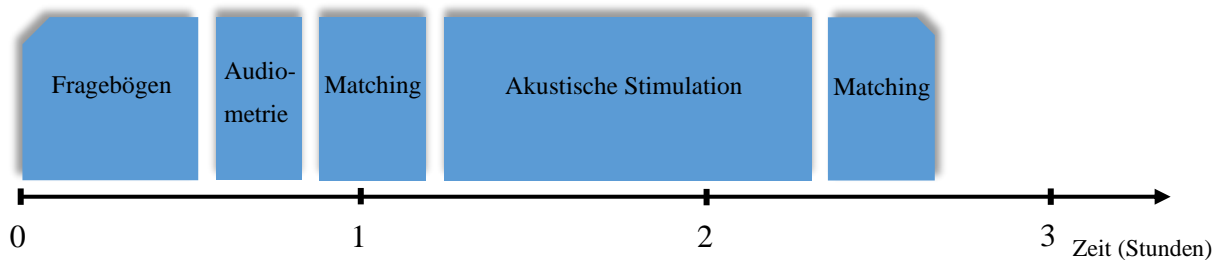 Fragebögen
Audio-
metrie
Matching
Akustische Stimulation
Matching
0
1
2
3
Zeit (Stunden)